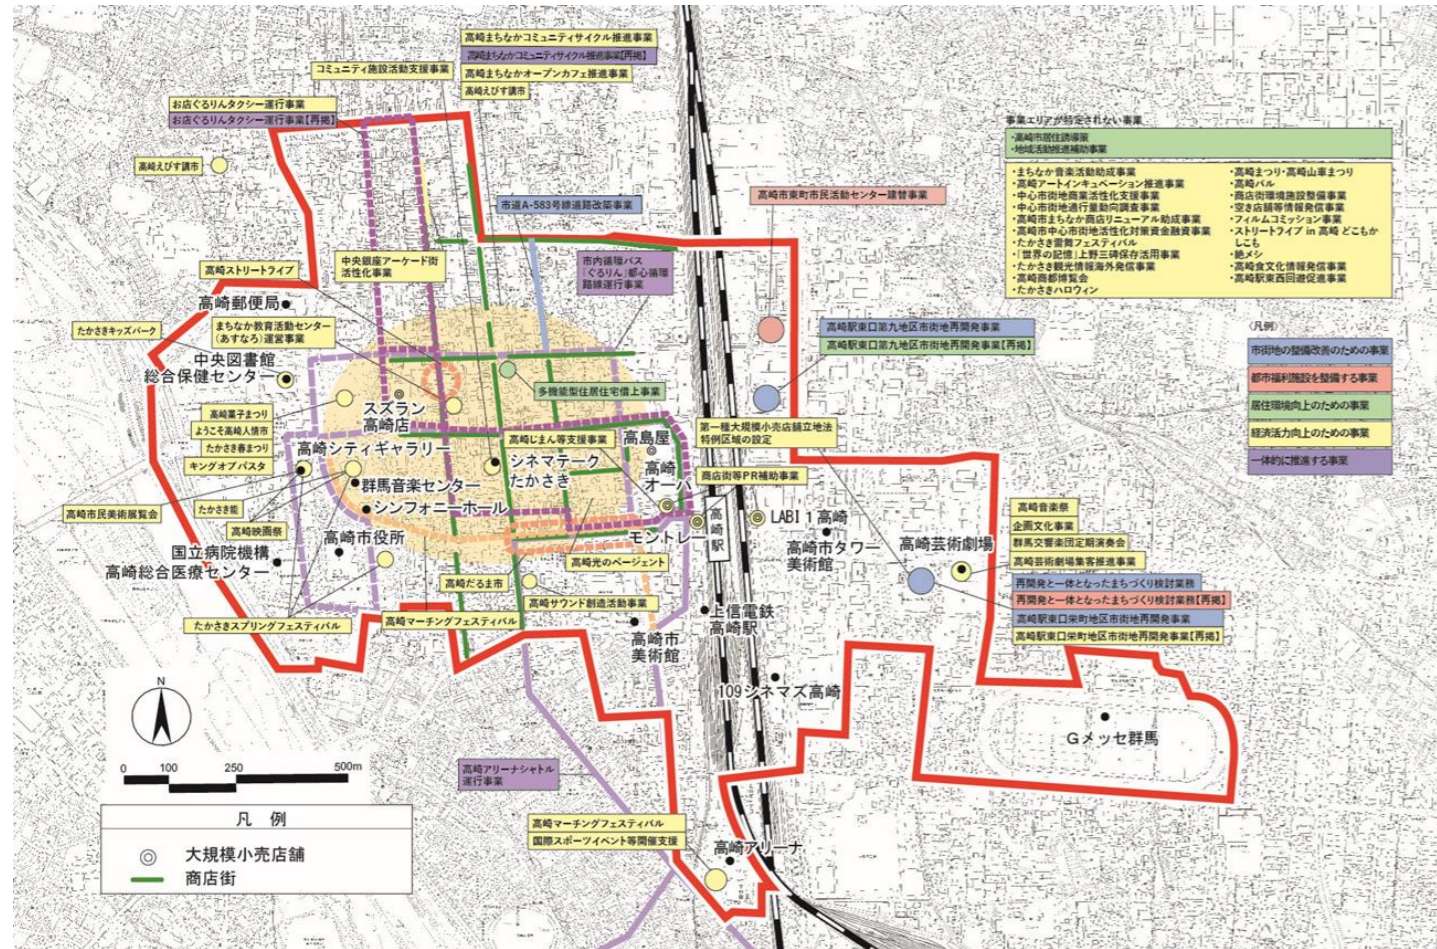 高崎まちなかコミュニティサイクル推進事業
高崎まちなかコミュニティサイクル推進事業【再掲】
高崎まちなかオープンカフェ推進事業
高崎えびす講市
コミュニティ施設活動支援事業
お店ぐるりんタクシー運行事業
お店ぐるりんタクシー運行事業【再掲】
高崎えびす講市
市道A-583号線道路改築事業
高崎市東町市民活動センター建替事業
事業エリアが特定されない事業
・高崎市居住誘導策
・地域活動推進補助事業
・まちなか音楽活動助成事業
・高崎アートインキュベーション推進事業
・中心市街地商業活性化支援事業
・中心市街地通行量動向調査事業
・高崎市まちなか商店リニューアル助成事業
・高崎市中心市街地活性化対策資金融資事業
・たかさき雷舞フェスティバル
・「世界の記憶」上野三碑保存活用事業
・たかさき観光情報海外発信事業
・高崎商都博覧会
・たかさきハロウィン
・高崎まつり・高崎山車まつり
・高崎バル
・商店街環境施設整備事業
・空き店舗等情報発信事業
・フィルムコミッション事業
・ストリートライブ in 高崎 どこもか
しこも
・絶メシ
・高崎食文化情報発信事業
・高崎駅東西回遊促進事業
中央銀座アーケード街
活性化事業
市内循環バス
「ぐるりん」都心循環
路線運行事業
高崎ストリートライブ
高崎郵便局
たかさきキッズパーク
まちなか教育活動センター
(あすなろ)運営事業
中央図書館
総合保健センター
高崎駅東口第九地区市街地再開発事業
高崎駅東口第九地区市街地再開発事業【再掲】
(凡例)
市街地の整備改善のための事業
都市福利施設を整備する事業
居住環境向上のための事業
経済活力向上のための事業
一体的に推進する事業
多機能型住居住宅借上事業
高崎菓子まつり
ようこそ高崎人情市
たかさき春まつり
キングオブパスタ
スズラン
高崎店
高崎シティギャラリー
高崎じまん等支援事業
高島屋
第一種大規模小売店舗立地法
特例区域の設定
シネマテーク
たかさき
高崎
オーパ
商店街等PR補助事業
群馬音楽センター
シンフォニーホール
高崎市民美術展覧会
たかさき能
高崎映画祭
高崎市役所
国立病院機構
高崎総合医療センター
モントレー
高崎駅
LABI 1 高崎
高崎市タワー
美術館
高崎芸術劇場
高崎音楽祭
企画文化事業
群馬交響楽団定期演奏会
高崎芸術劇場集客推進事業
再開発と一体となったまちづくり検討業務
再開発と一体となったまちづくり検討業務【再掲】
高崎駅東口栄町地区市街地再開発事業
高崎駅東口栄町地区市街地再開発事業【再掲】
高崎光のページェント
高崎だるま市
高崎サウンド創造活動事業
たかさきスプリングフェスティバル
高崎マーチングフェスティバル
高崎市
美術館
上信電鉄
高崎駅
109シネマズ高崎
Gメッセ群馬
N
0 100 250 500m
高崎アリーナシャトル
運行事業
高崎マーチングフェスティバル
国際スポーツイベント等開催支援
高崎アリーナ
凡 例
大規模小売店舗
商店街